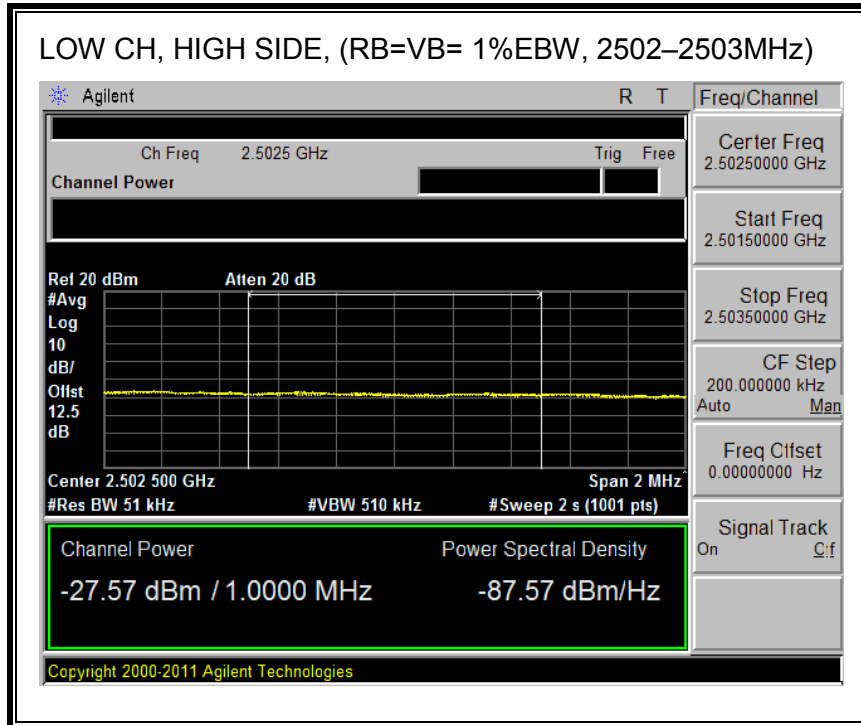 LOW CH, HIGH SIDE, (RB=VB= 1%EBW, 2502–2503MHz)
Agilent R T
Freq/Channel
Ch Freq 2.5025 GHz Trig Free
Channel Power
Center Freq
2.50250000 GHz
Start Freq
2.50150000 GHz
Stop Freq
2.50350000 GHz
CF Step
200.000000 kHz
Auto Man
Freq Offset
0.00000000 Hz
Signal Track
On Off
Ref 20 dBm Atten 20 dB
#Avg
Log
10
dB/
Offst
12.5
dB
Center 2.502 500 GHz Span 2 MHz^
#Res BW 51 kHz #VBW 510 kHz #Sweep 2 s (1001 pts)
Channel Power Power Spectral Density
-27.57 dBm / 1.0000 MHz -87.57 dBm/Hz
Copyright 2000-2011 Agilent Technologies